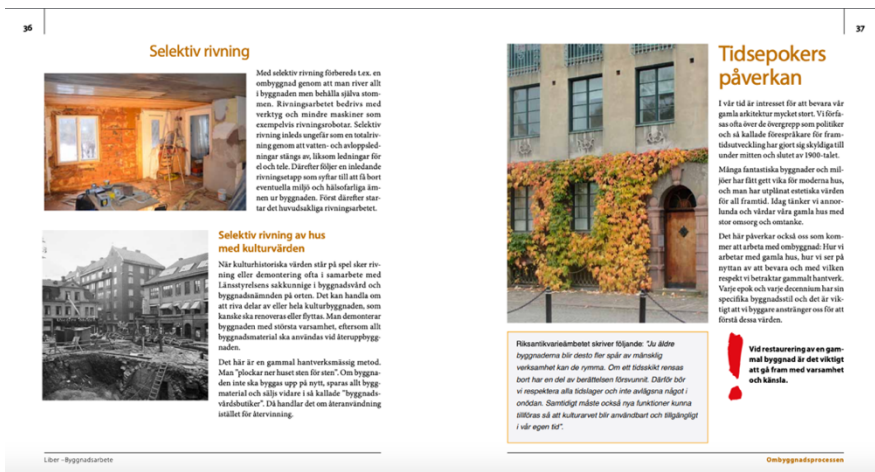 36
Selektiv rivning
Med selektiv rivning förbereds t.ex. en
ombyggnad genom att man river allt
i byggnaden men behålla själva stom-
men. Rivningsarbetet bedrivs med
verktyg och mindre maskiner som
exempelvis rivningsrobotar. Selektiv
rivning inleds ungefär som en totalriv-
ning genom att vatten- och avloppsled-
ningar stängs av, liksom ledningar för
el och tele. Därefter följer en inledande
rivningsetapp som syftar till att få bort
eventuella miljö och hälsofarliga äm-
nen ur byggnaden. Först därefter star-
tar det huvudsakliga rivningsarbetet.
Selektiv rivning av hus
med kulturvärden
När kulturhistoriska värden står på spel sker riv-
ning eller demontering ofta i samarbete med
Länsstyrelsens sakkunnige i byggnadsvård och
byggnadsnämnden på orten. Det kan handla om
att riva delar av eller hela kulturbyggnaden, som
kanske ska renoveras eller flyttas. Man demonterar
byggnaden med största varsamhet, eftersom allt
byggnadsmaterial ska användas vid återuppbygg-
naden.
Det här är en gammal hantverksmässig metod.
Man "plockar ner huset sten för sten". Om byggna-
den inte ska byggas upp på nytt, sparas allt bygg-
material och säljs vidare i så kallade "byggnads-
vårdsbutiker". Då handlar det om återanvändning
istället för återvinning.
Liber –Byggnadsarbete
37
Tidsepokers
påverkan
I vår tid är intresset för att bevara vår
gamla arkitektur mycket stort. Vi förfa-
sas ofta över de övergrepp som politiker
och så kallade förespråkare för fram-
tidsutveckling har gjort sig skyldiga till
under mitten och slutet av 1900-talet.
Många fantastiska byggnader och mil-
jöer har fått gett vika för moderna hus,
och man har utplånat estetiska värden
för all framtid. Idag tänker vi annor-
lunda och vårdar våra gamla hus med
stor omsorg och omtanke.
Det här påverkar också oss som kom-
mer att arbeta med ombyggnad: Hur vi
arbetar med gamla hus, hur vi ser på
nyttan av att bevara och med vilken
respekt vi betraktar gammalt hantverk.
Varje epok och varje decennium har sin
specifika byggnadsstil och det är vik-
tigt att vi byggare anstränger oss för att
förstå dessa värden.
Riksantikvarieämbetet skriver följande: "Ju äldre
byggnaderna blir desto fler spår av mänsklig
verksamhet kan de rymma. Om ett tidsskikt rensas
bort har en del av berättelsen försvunnit. Därför bör
vi respektera alla tidslager och inte avlägsna något i
onödan. Samtidigt måste också nya funktioner kunna
tillföras så att kulturarvet blir användbart och tillgängligt
i vår egen tid".
!
Vid restaurering av en gam-
mal byggnad är det viktigt
att gå fram med varsamhet
och känsla.
Ombyggnadsprocessen